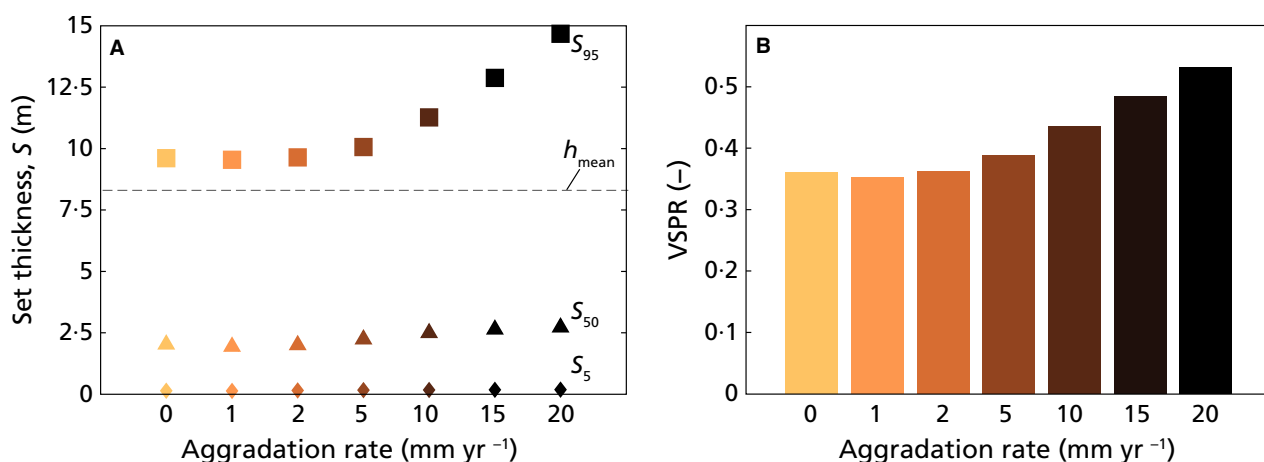 A
Set thickness, S (m)
15
12·5
10
7·5
5
2·5
0
S95
hmean
S50
S5
0 1 2 5 10 15 20
Aggradation rate (mm yr −1)
B
VSPR (−)
0·5
0·4
0·3
0·2
0·1
0
0 1 2 5 10 15 20
Aggradation rate (mm yr −1)